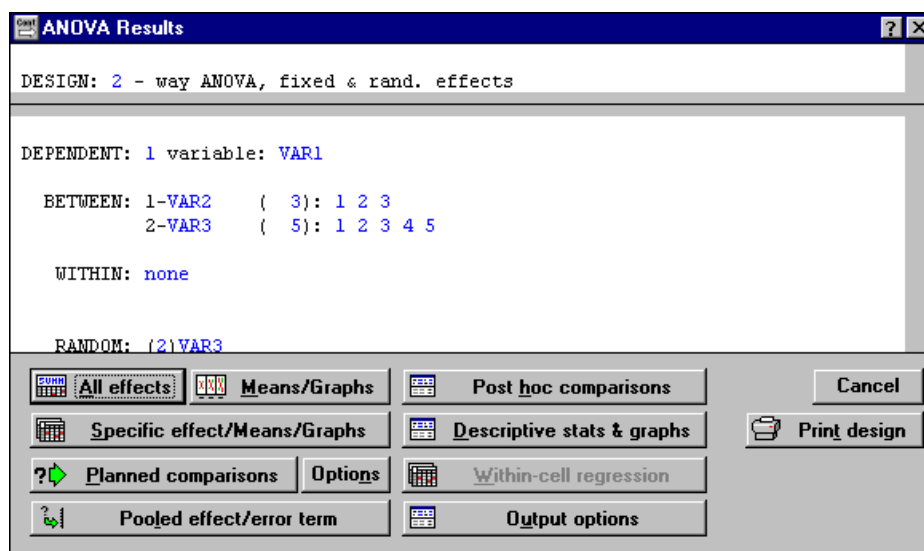 ANOVA Results
DESIGN: 2 - way ANOVA, fixed & rand. effects
DEPENDENT: 1 variable: VAR1
BETWEEN: 1-VAR2 ( 3): 1 2 3
2-VAR3 ( 5): 1 2 3 4 5
WITHIN: none
RANDOM: (2)VAR3
All effects Means/Graphs Post hoc comparisons Cancel
Specific effect/Means/Graphs Descriptive stats & graphs Print design
?Planned comparisons Options Within-cell regression
Pooled effect/error term Output options